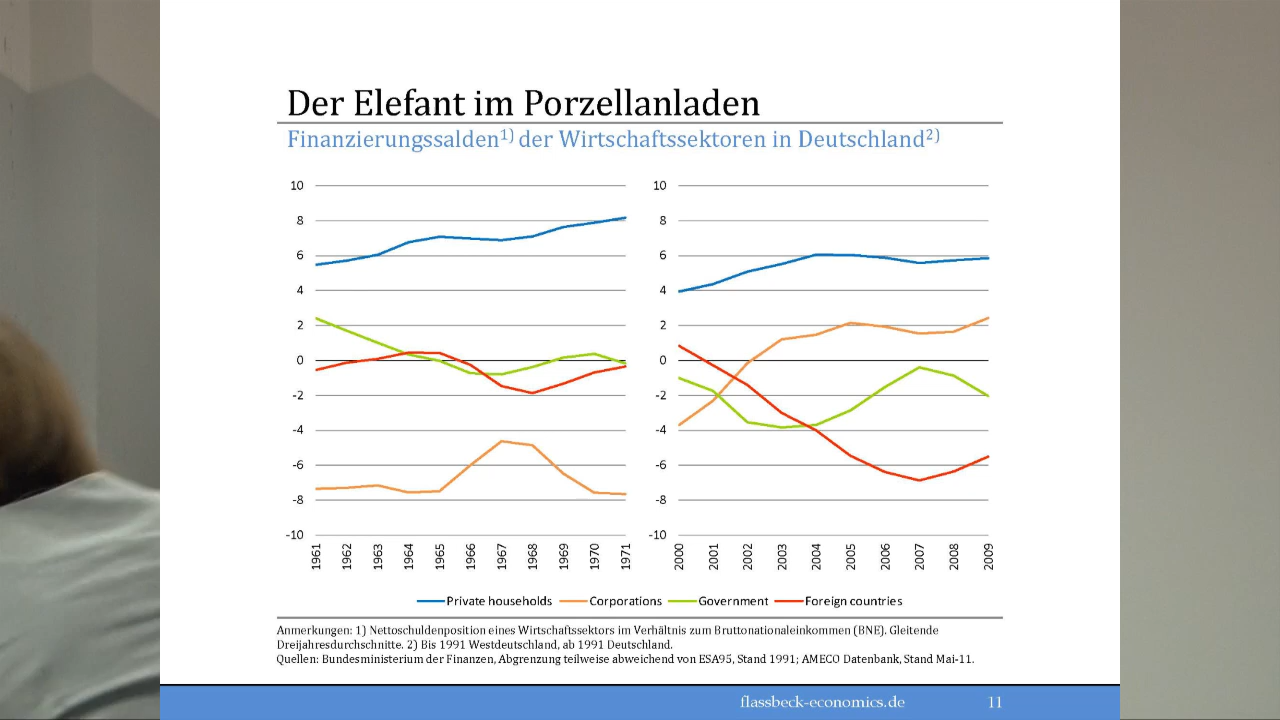 Der Elefant im Porzellanladen
Finanzierungssalden1) der Wirtschaftssektoren in Deutschland2)
10
8
6
4
2
0
-2
-4
-6
-8
-10
1961 1962 1963 1964 1965 1966 1967 1968 1969 1970 1971
10
8
6
4
2
0
-2
-4
-6
-8
-10
2000 2001 2002 2003 2004 2005 2006 2007 2008 2009
Private households Corporations Government Foreign countries
Anmerkungen: 1) Nettoschuldenposition eines Wirtschaftssektors im Verhältnis zum Bruttonationaleinkommen (BNE). Gleitende
Dreijahresdurchschnitte. 2) Bis 1991 Westdeutschland, ab 1991 Deutschland.
Quellen: Bundesministerium der Finanzen, Abgrenzung teilweise abweichend von ESA95, Stand 1991; AMECO Datenbank, Stand Mai-11.
flassbeck-economics.de 11